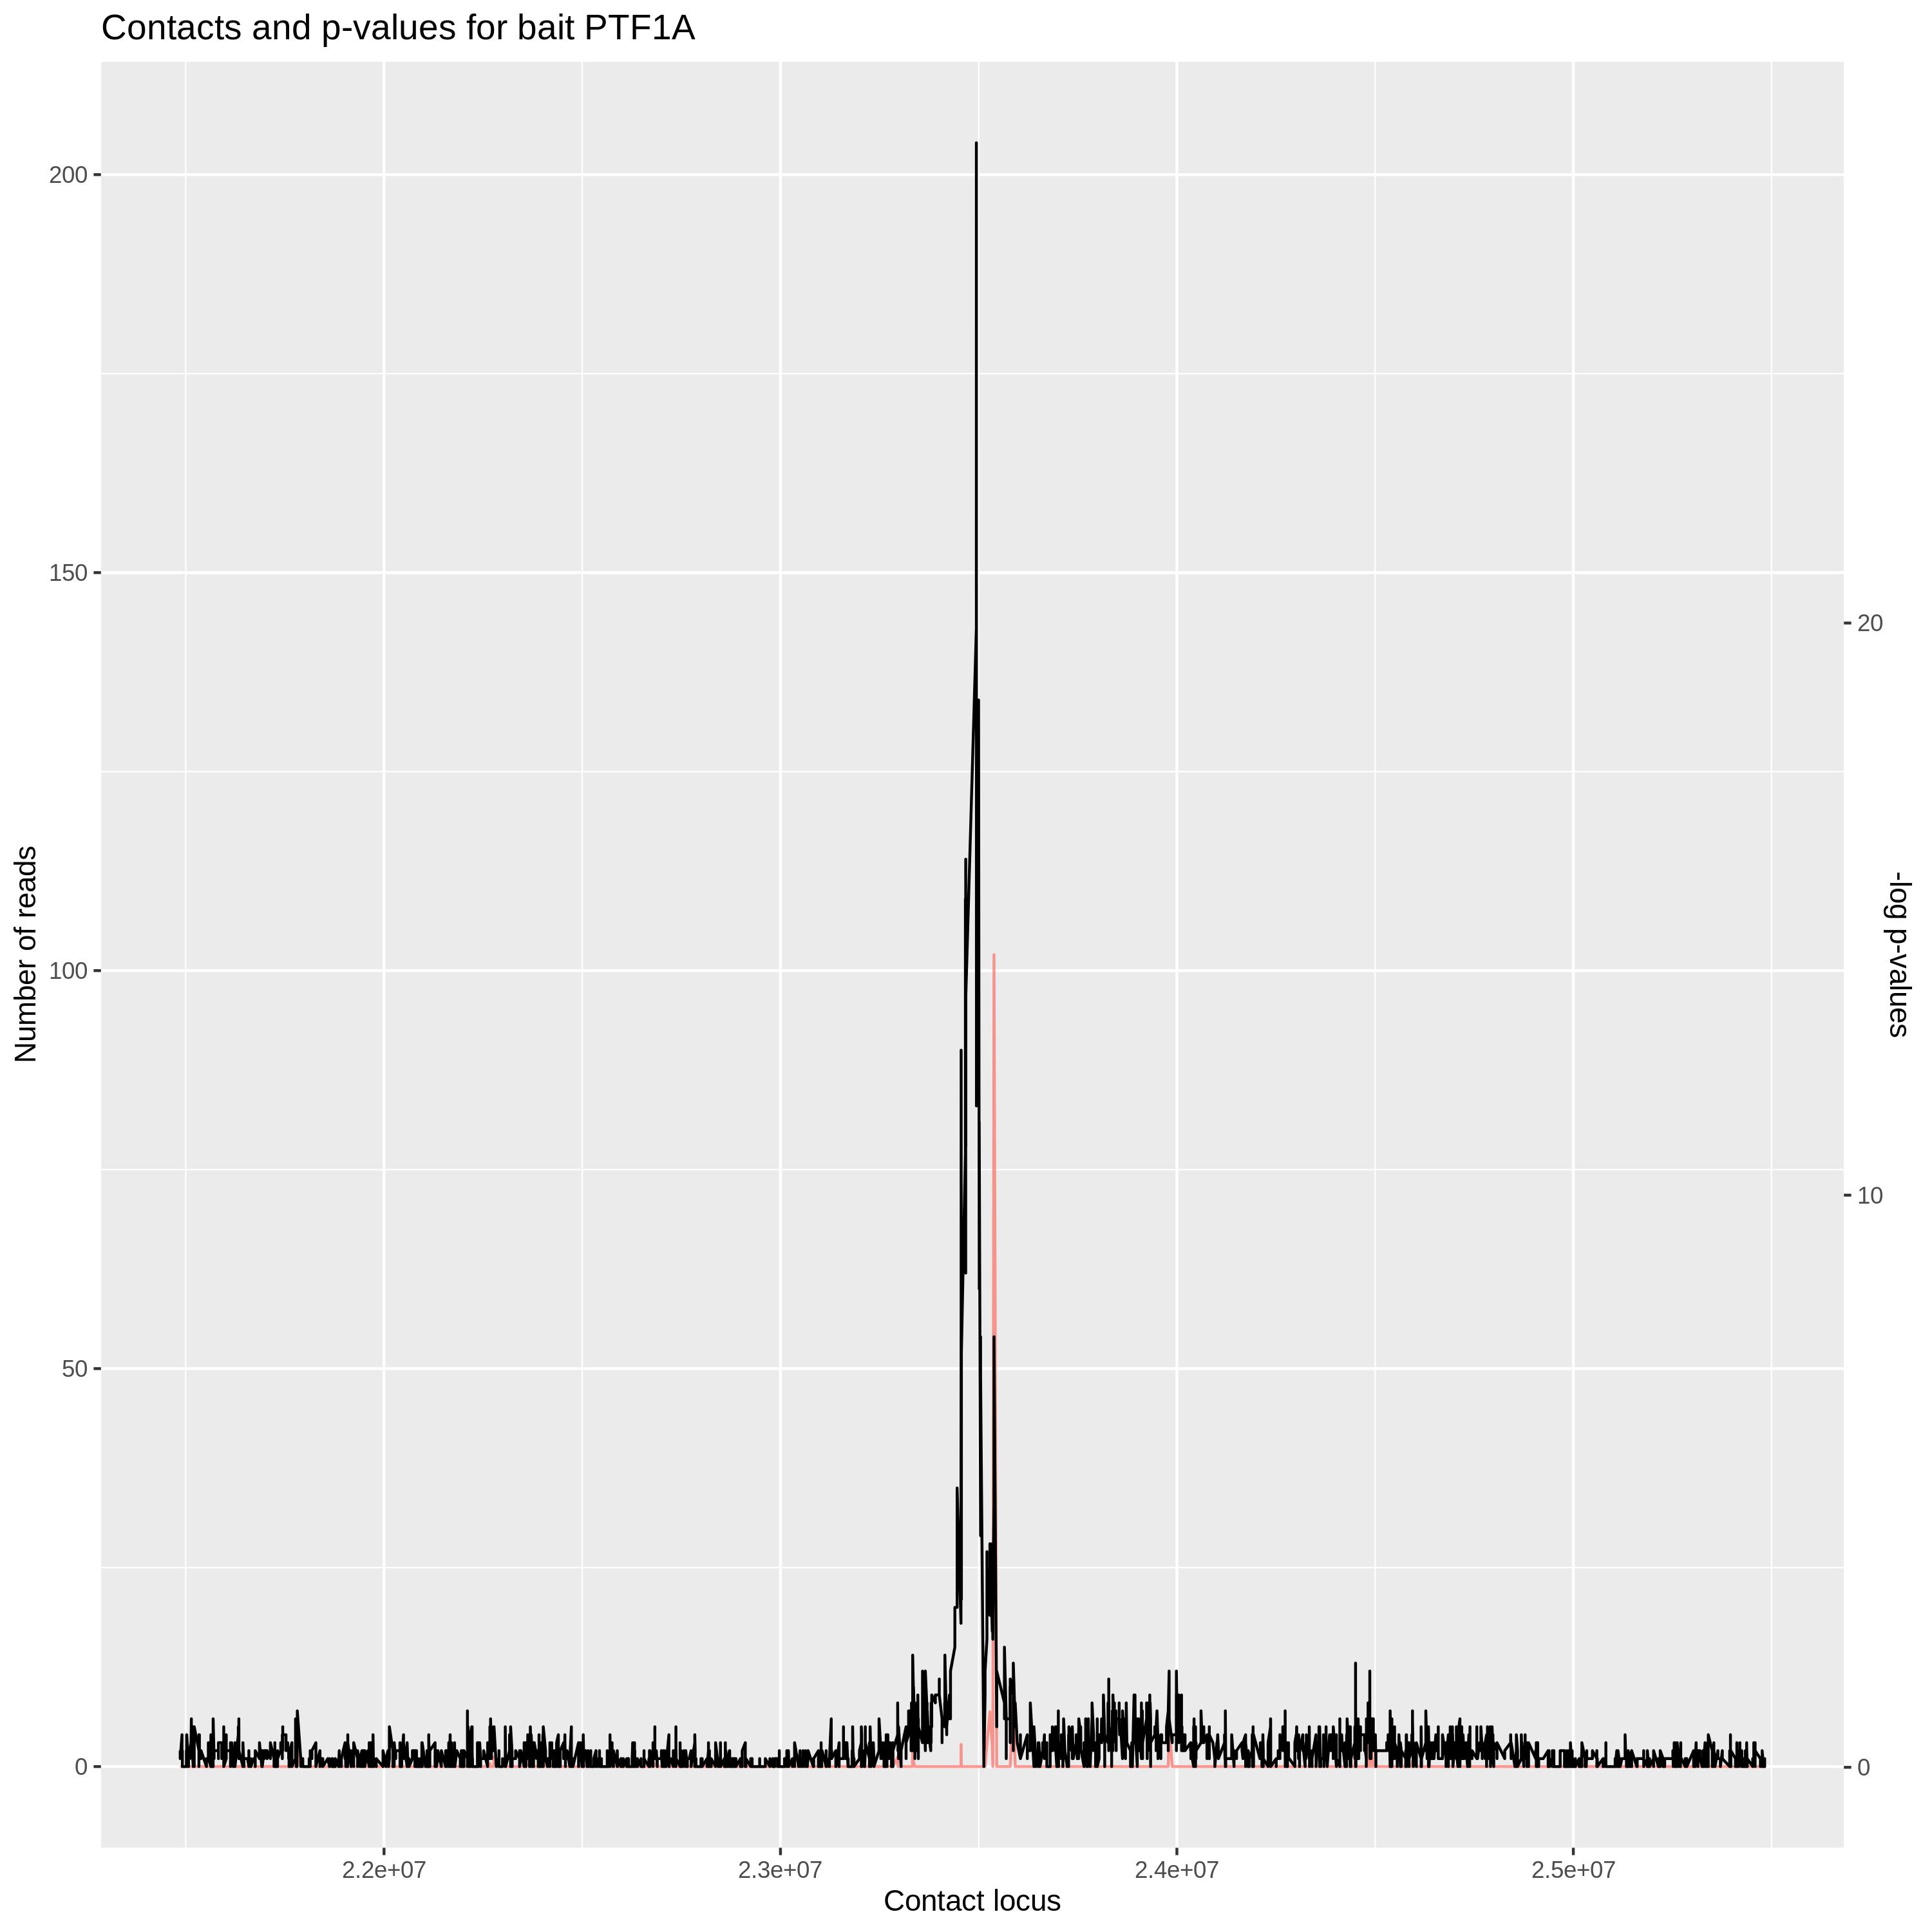 Contacts and p-values for bait PTF1A
200
150
100
50
0
Number of reads
20
10
0
-log p-values
2.2e+07
2.3e+07
2.4e+07
2.5e+07
Contact locus